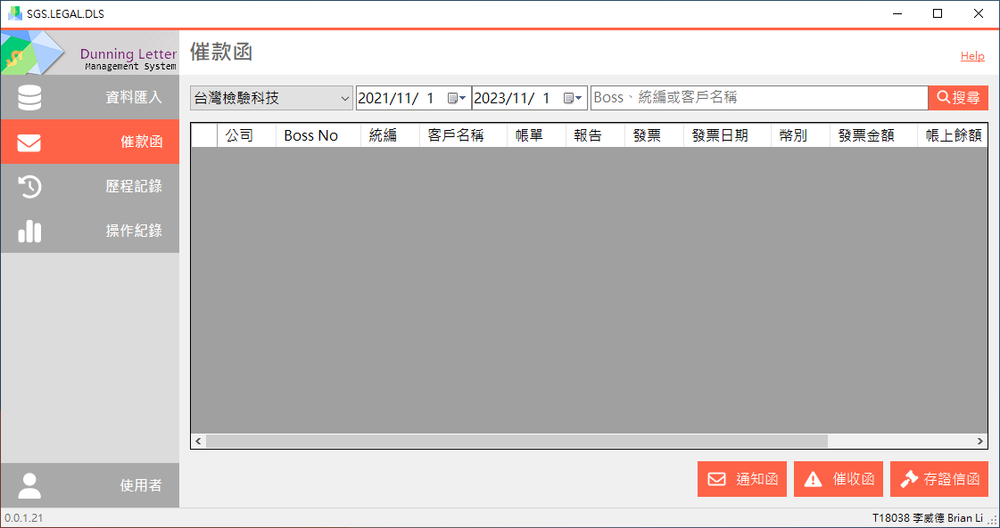 SGS.LEGAL.DLS
Dunning Letter
Management System
資料匯入
催款函
歷程記錄
操作紀錄
使用者
催款函
Help
台灣檢驗科技 2021/11/ 1 2023/11/ 1 Boss、統編或客戶名稱 搜尋
公司 Boss No 統編 客戶名稱 帳單 報告 發票 發票日期 幣別 發票金額 帳上餘額
通知函 催收函 存證信函
0.0.1.21
T18038 李威德 Brian Li